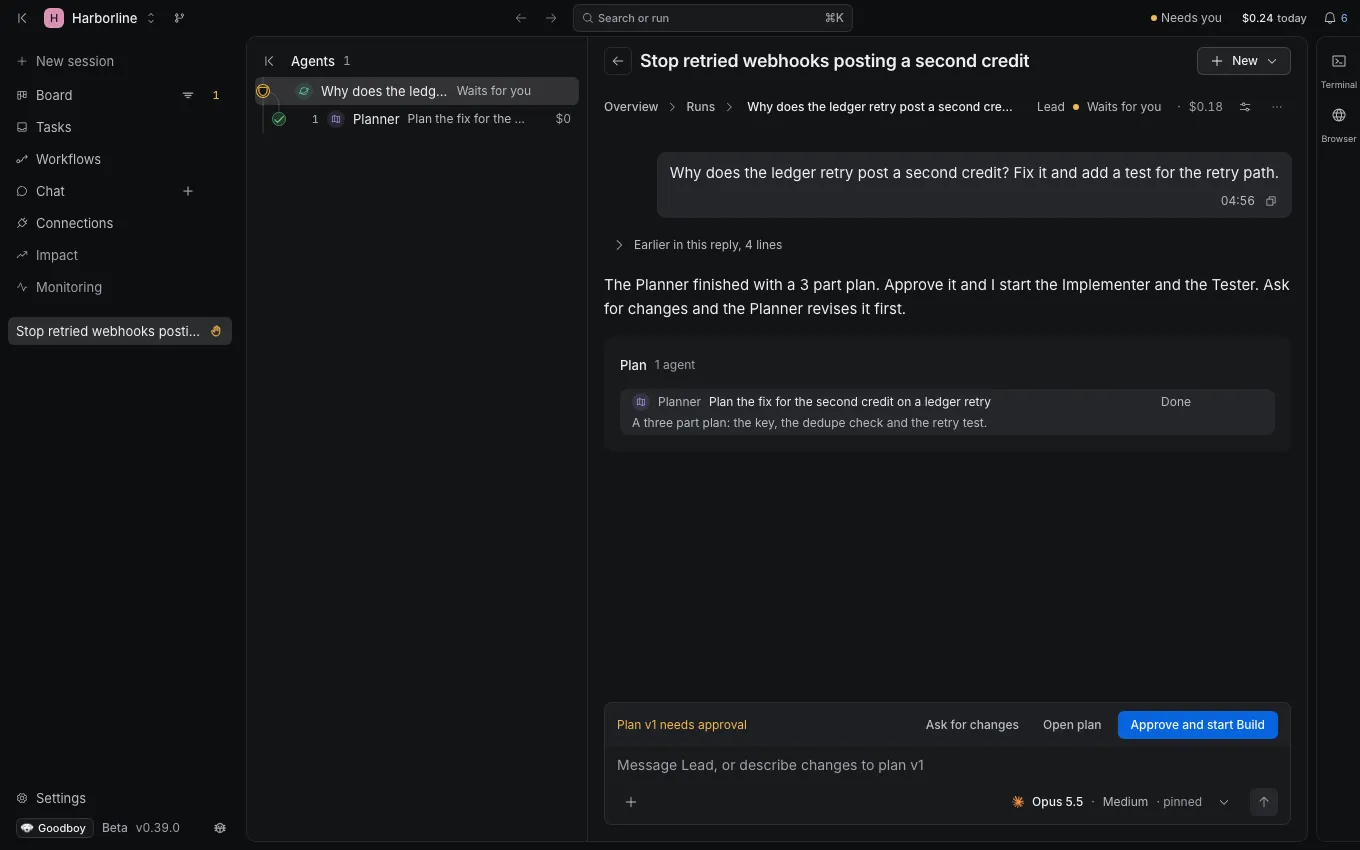 H Harborline
Search or run ⌘K
Needs you $0.24 today 6
New session
Board 1
Tasks
Workflows
Chat
Connections
Impact
Monitoring
Stop retried webhooks posti...
Settings
Goodboy Beta v0.39.0
Agents 1
Why does the ledg... Waits for you
1 Planner Plan the fix for the ... $0
Stop retried webhooks posting a second credit
New
Overview Runs Why does the ledger retry post a second cre... Lead Waits for you · $0.18 ...
Why does the ledger retry post a second credit? Fix it and add a test for the retry path.
04:56
Earlier in this reply, 4 lines
The Planner finished with a 3 part plan. Approve it and I start the Implementer and the Tester. Ask
for changes and the Planner revises it first.
Plan 1 agent
Planner Plan the fix for the second credit on a ledger retry Done
A three part plan: the key, the dedupe check and the retry test.
Plan v1 needs approval Ask for changes Open plan Approve and start Build
Message Lead, or describe changes to plan v1
Opus 5.5 · Medium · pinned
Terminal
Browser